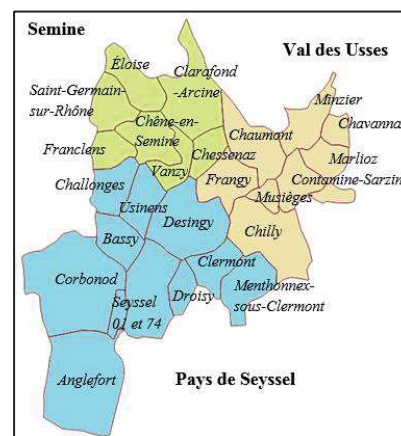 Semine
Val des Usses
Éloise
Clarafond
-Arcine
Saint-Germain-
sur-Rhône
Minzier
Chêne-en-
Semine
Chaumont
Chavanna
Franclens
Chessenaz
Marlioz
Vanzy
Frangy
Contamine-Sarzin
Challonges
Musièges
Usinens
Desingy
Bassy
Chilly
Clermont
Corbonod
Seyssel
01 et 74
Droisy
Menthonnex-
sous-Clermont
Anglefort
Pays de Seyssel